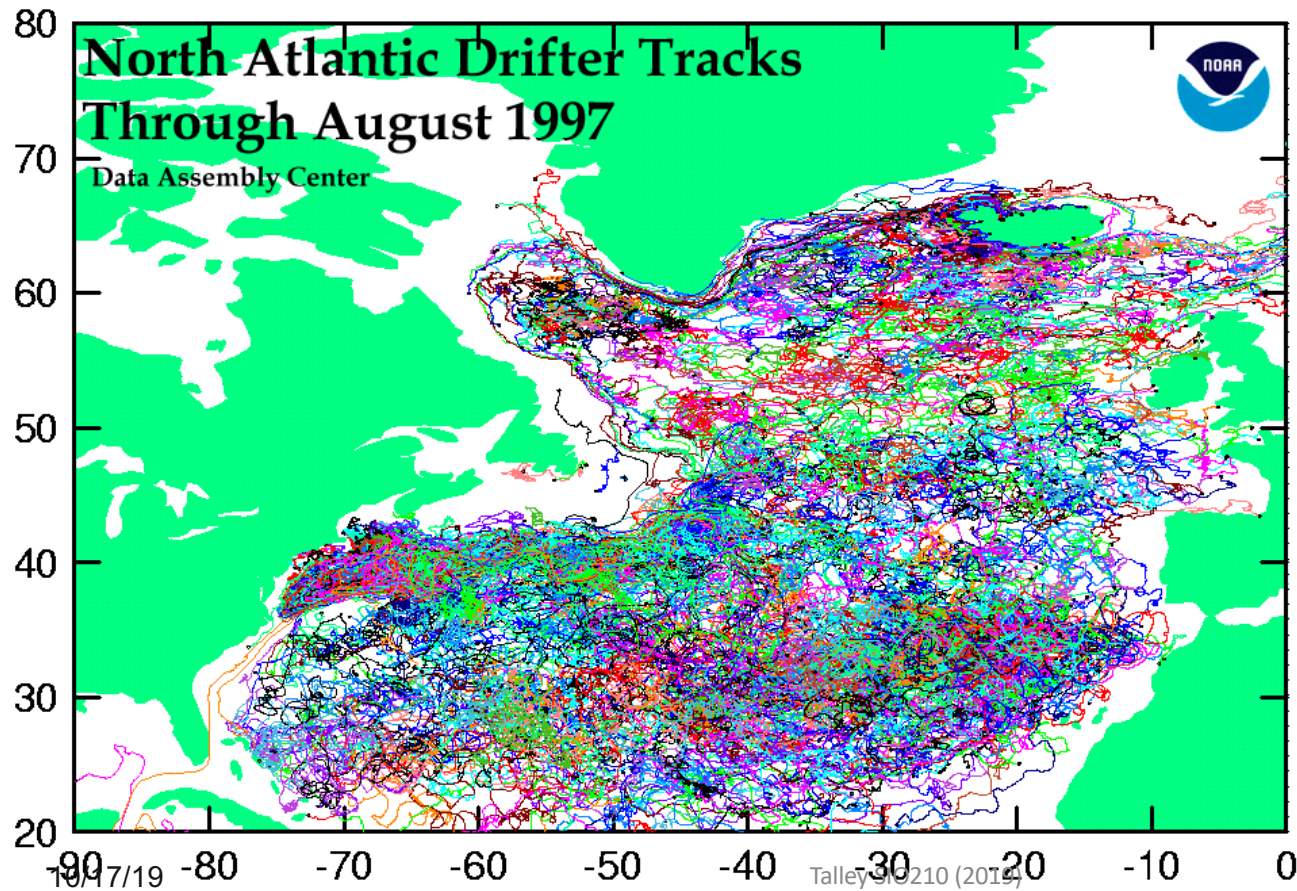 North Atlantic Drifter Tracks
Through August 1997
Data Assembly Center
NOAA
80
70
60
50
40
30
20
-90 -80 -70 -60 -50 -40 -30 -20 -10 0
10/17/19
Talley SIO210 (2019)